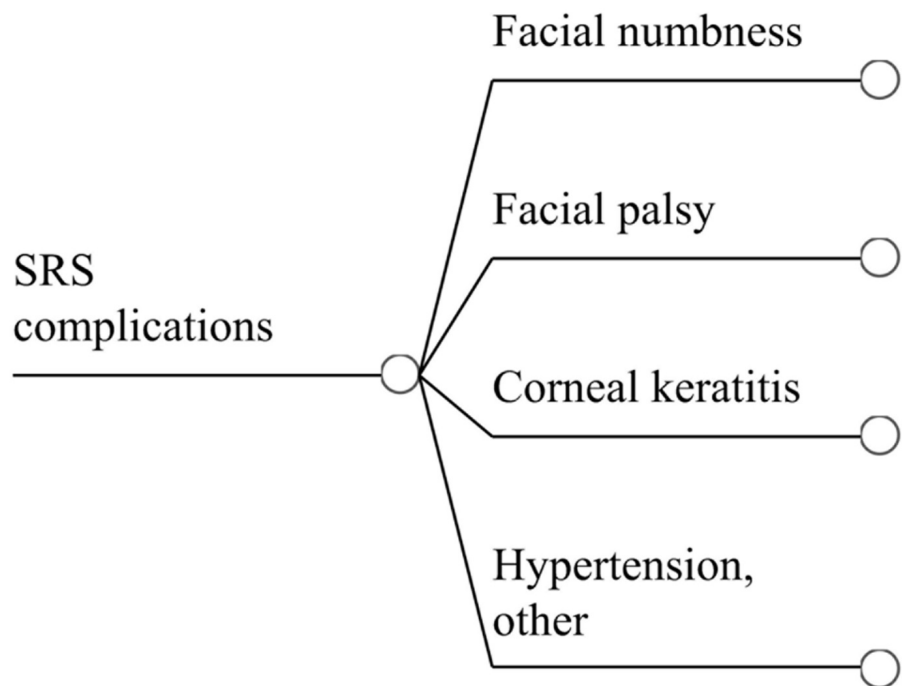 Facial numbness
Facial palsy
SRS
complications
Corneal keratitis
Hypertension,
other